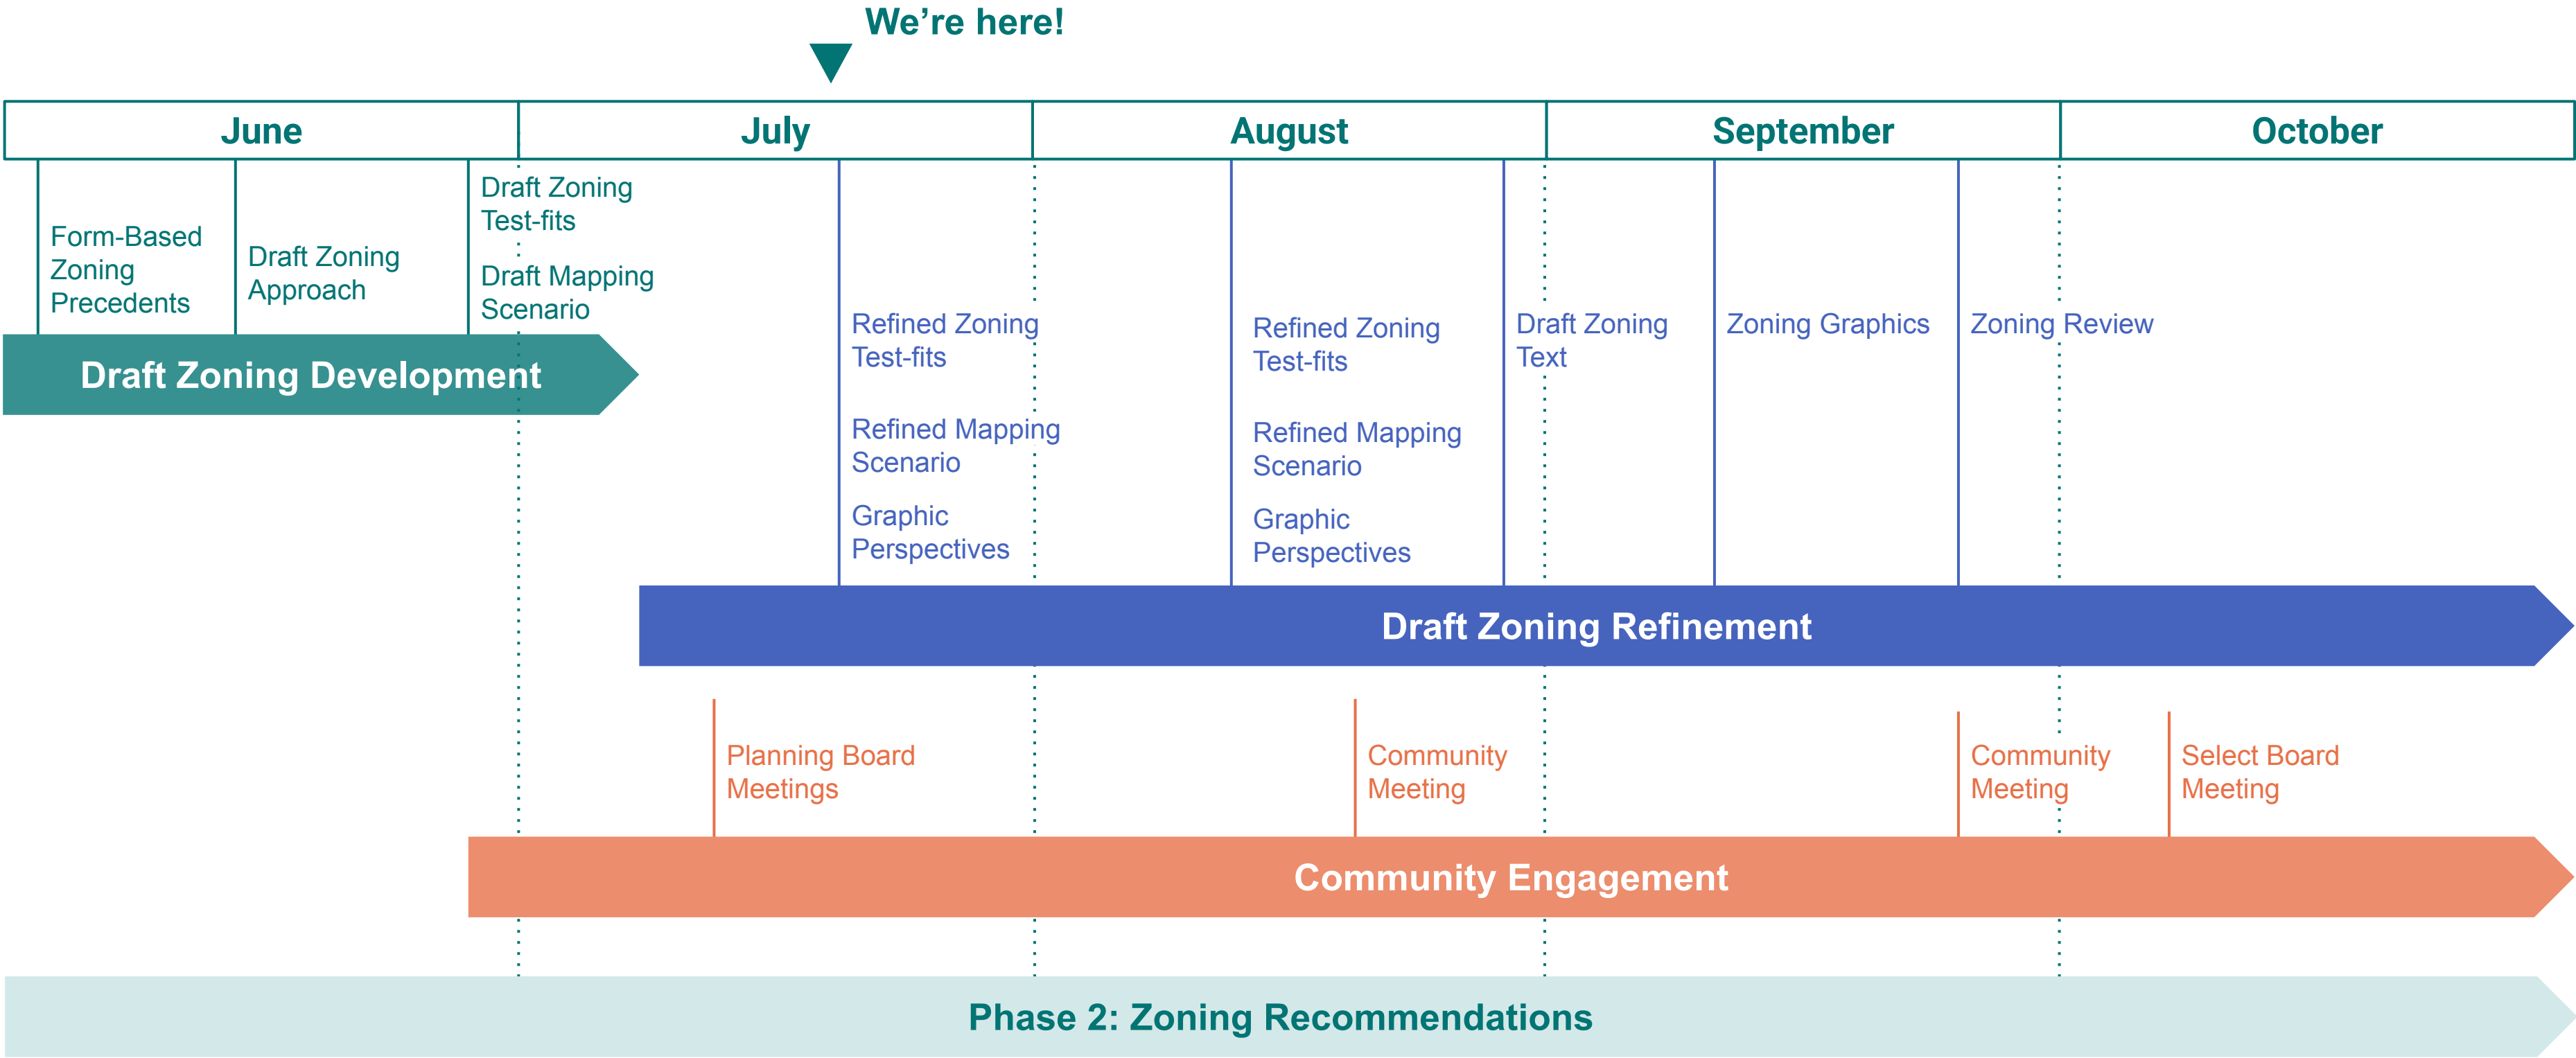 We’re here!
June
July
August
September
October
Form-Based
Zoning
Precedents
Draft Zoning
Approach
Draft Zoning
Test-fits
Draft Mapping
Scenario
Draft Zoning Development
Refined Zoning
Test-fits
Refined Mapping
Scenario
Graphic
Perspectives
Refined Zoning
Test-fits
Refined Mapping
Scenario
Graphic
Perspectives
Draft Zoning
Text
Zoning Graphics
Zoning Review
Draft Zoning Refinement
Planning Board
Meetings
Community
Meeting
Community
Meeting
Select Board
Meeting
Community Engagement
Phase 2: Zoning Recommendations